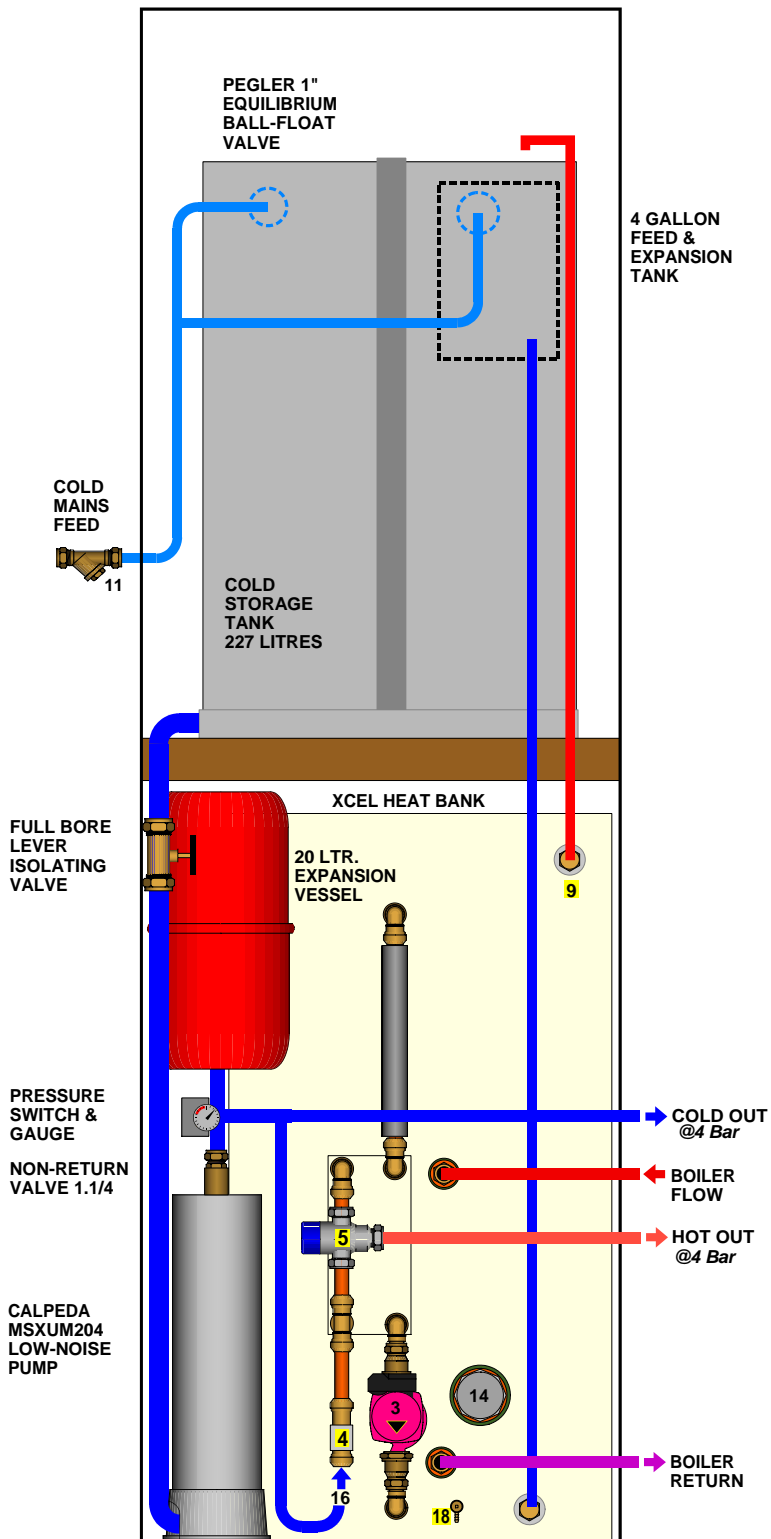 PEGLER 1"
EQUILIBRIUM
BALL-FLOAT
VALVE
4 GALLON
FEED &
EXPANSION
TANK
COLD
MAINS
FEED
11
COLD
STORAGE
TANK
227 LITRES
XCEL HEAT BANK
FULL BORE
LEVER
ISOLATING
VALVE
20 LTR.
EXPANSION
VESSEL
9
PRESSURE
SWITCH &
GAUGE
COLD OUT
@4 Bar
NON-RETURN
VALVE 1.1/4
BOILER
FLOW
5
HOT OUT
@4 Bar
CALPEDA
MSXUM204
LOW-NOISE
PUMP
3
14
4
BOILER
RETURN
16
18